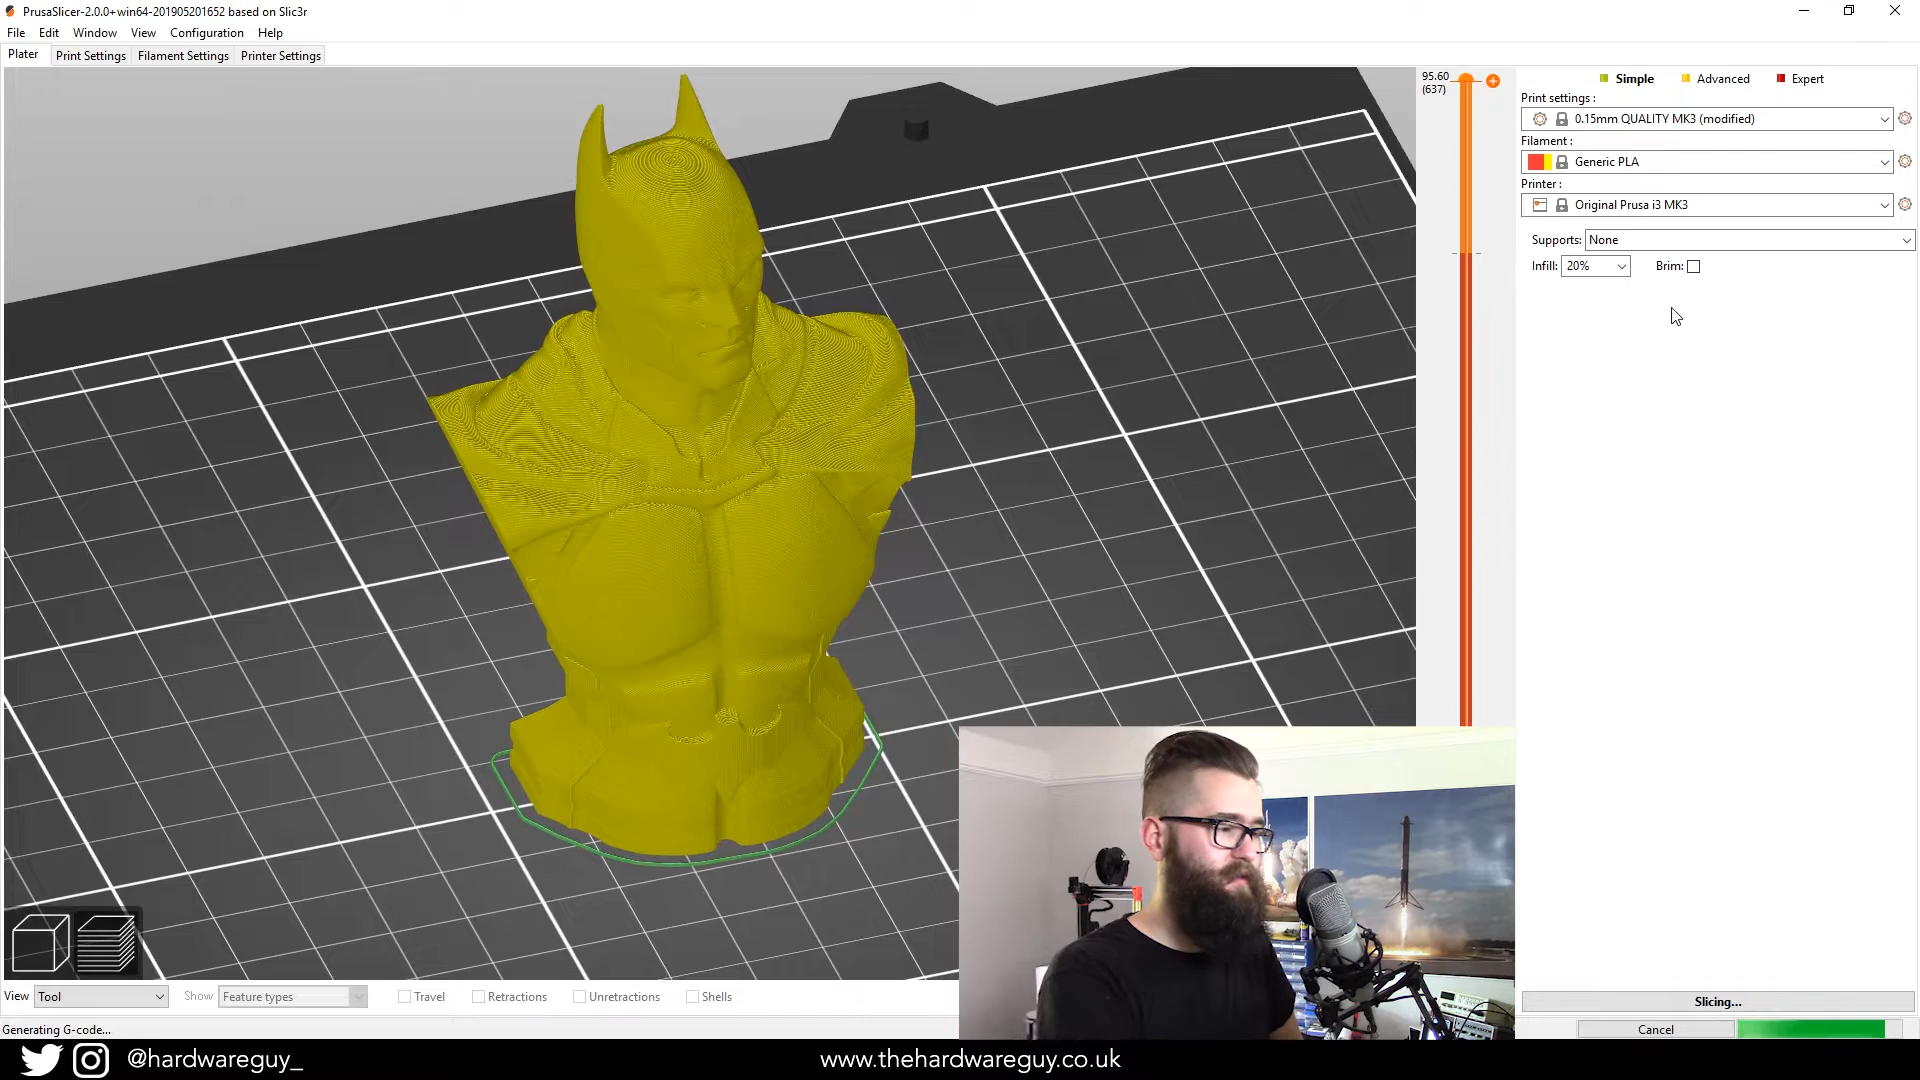 PrusaSlicer-2.0.0+win64-201905201652 based on Slic3r
File Edit Window View Configuration Help
Plater Print Settings Filament Settings Printer Settings
95.60
(637)
Simple Advanced Expert
Print settings :
0.15mm QUALITY MK3 (modified)
Filament :
Generic PLA
Printer :
Original Prusa i3 MK3
Supports: None
Infill: 20% Brim:
View Tool Show Feature types Travel Retractions Unretractions Shells
Slicing...
Generating G-code...
Cancel
@hardwareguy_
www.thehardwareguy.co.uk